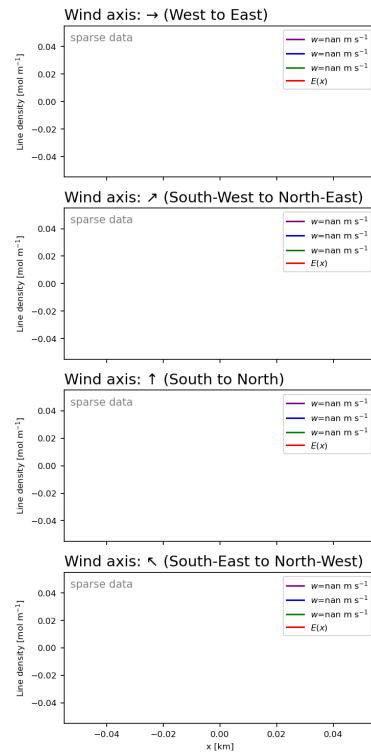 Wind axis: → (West to East)
sparse data
w=nan m s⁻¹
w=nan m s⁻¹
w=nan m s⁻¹
E(x)
0.04
0.02
0.00
−0.02
−0.04
Line density [mol m⁻¹]
Wind axis: ↗ (South-West to North-East)
sparse data
w=nan m s⁻¹
w=nan m s⁻¹
w=nan m s⁻¹
E(x)
0.04
0.02
0.00
−0.02
−0.04
Line density [mol m⁻¹]
Wind axis: ↑ (South to North)
sparse data
w=nan m s⁻¹
w=nan m s⁻¹
w=nan m s⁻¹
E(x)
0.04
0.02
0.00
−0.02
−0.04
Line density [mol m⁻¹]
Wind axis: ↖ (South-East to North-West)
sparse data
w=nan m s⁻¹
w=nan m s⁻¹
w=nan m s⁻¹
E(x)
0.04
0.02
0.00
−0.02
−0.04
Line density [mol m⁻¹]
−0.04 −0.02 0.00 0.02 0.04
x [km]